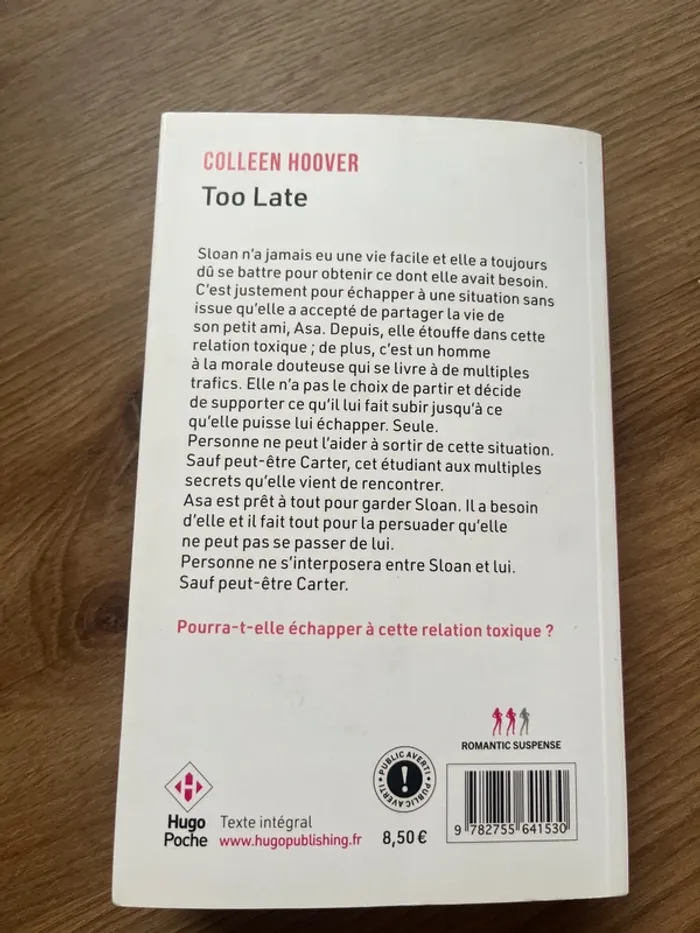 COLLEEN HOOVER
Too Late
Sloan n'a jamais eu une vie facile et elle a toujours
dû se battre pour obtenir ce dont elle avait besoin.
C'est justement pour échapper à une situation sans
issue qu'elle a accepté de partager la vie de
son petit ami, Asa. Depuis, elle étouffe dans cette
relation toxique ; de plus, c'est un homme
à la morale douteuse qui se livre à de multiples
trafics. Elle n'a pas le choix de partir et décide
de supporter ce qu'il lui fait subir jusqu'à ce
qu'elle puisse lui échapper. Seule.
Personne ne peut l'aider à sortir de cette situation.
Sauf peut-être Carter, cet étudiant aux multiples
secrets qu'elle vient de rencontrer.
Asa est prêt à tout pour garder Sloan. Il a besoin
d'elle et il fait tout pour la persuader qu'elle
ne peut pas se passer de lui.
Personne ne s'interposera entre Sloan et lui.
Sauf peut-être Carter.
Pourra-t-elle échapper à cette relation toxique ?
ROMANTIC SUSPENSE
PUBLIC AVERTI • PUBLIC AVERTI •
!
Hugo
Poche
Texte intégral
www.hugopublishing.fr
8,50 €
9 782755 641530